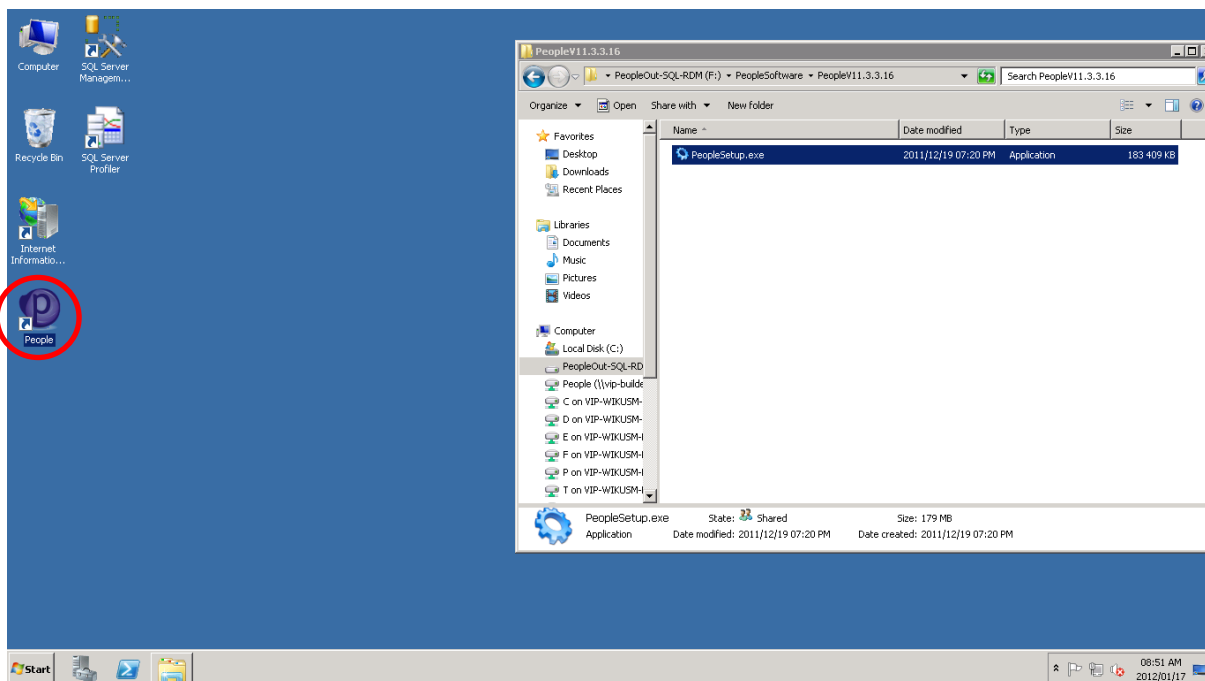 Computer
SQL Server
Managem...
Recycle Bin
SQL Server
Profiler
Internet
Informatio...
People
PeopleV11.3.3.16
PeopleOut-SQL-RDM (F:) PeopleSoftware PeopleV11.3.3.16
Search PeopleV11.3.3.16
Organize Open Share with New folder
Name Date modified Type Size
PeopleSetup.exe 2011/12/19 07:20 PM Application 183 409 KB
Favorites
Desktop
Downloads
Recent Places
Libraries
Documents
Music
Pictures
Videos
Computer
Local Disk (C:)
PeopleOut-SQL-RD
People (\\vip-builde
C on VIP-WIKUSM-
D on VIP-WIKUSM-
E on VIP-WIKUSM-
F on VIP-WIKUSM-
P on VIP-WIKUSM-
T on VIP-WIKUSM-
PeopleSetup.exe State: Shared Size: 179 MB
Application Date modified: 2011/12/19 07:20 PM Date created: 2011/12/19 07:20 PM
Start
08:51 AM
2012/01/17